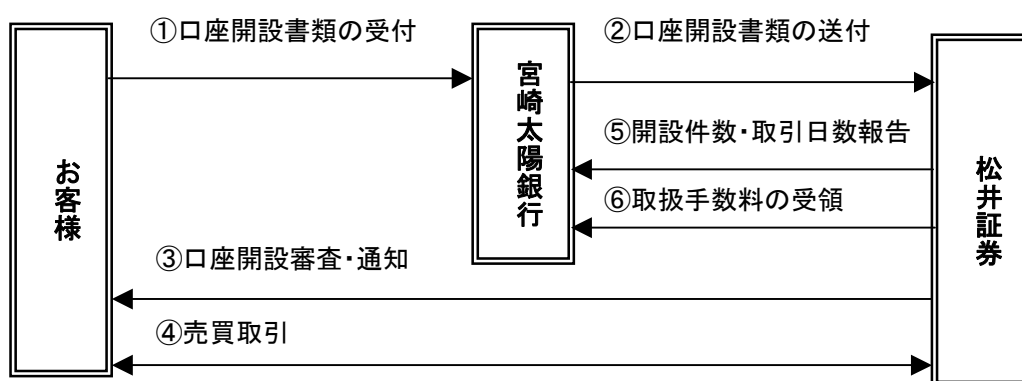 ①口座開設書類の受付
②口座開設書類の送付
宮崎太陽銀行
⑤開設件数・取引日数報告
お客様
松井証券
⑥取扱手数料の受領
③口座開設審査・通知
④売買取引